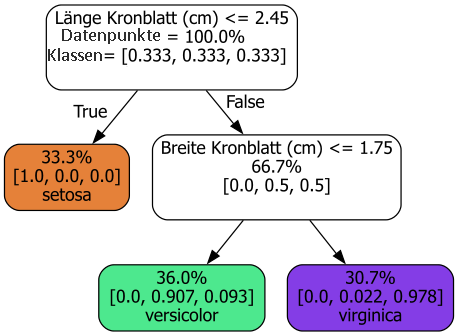 Länge Kronblatt (cm) <= 2.45
Datenpunkte = 100.0%
Klassen= [0.333, 0.333, 0.333]
True
False
33.3%
[1.0, 0.0, 0.0]
setosa
Breite Kronblatt (cm) <= 1.75
66.7%
[0.0, 0.5, 0.5]
36.0%
[0.0, 0.907, 0.093]
versicolor
30.7%
[0.0, 0.022, 0.978]
virginica